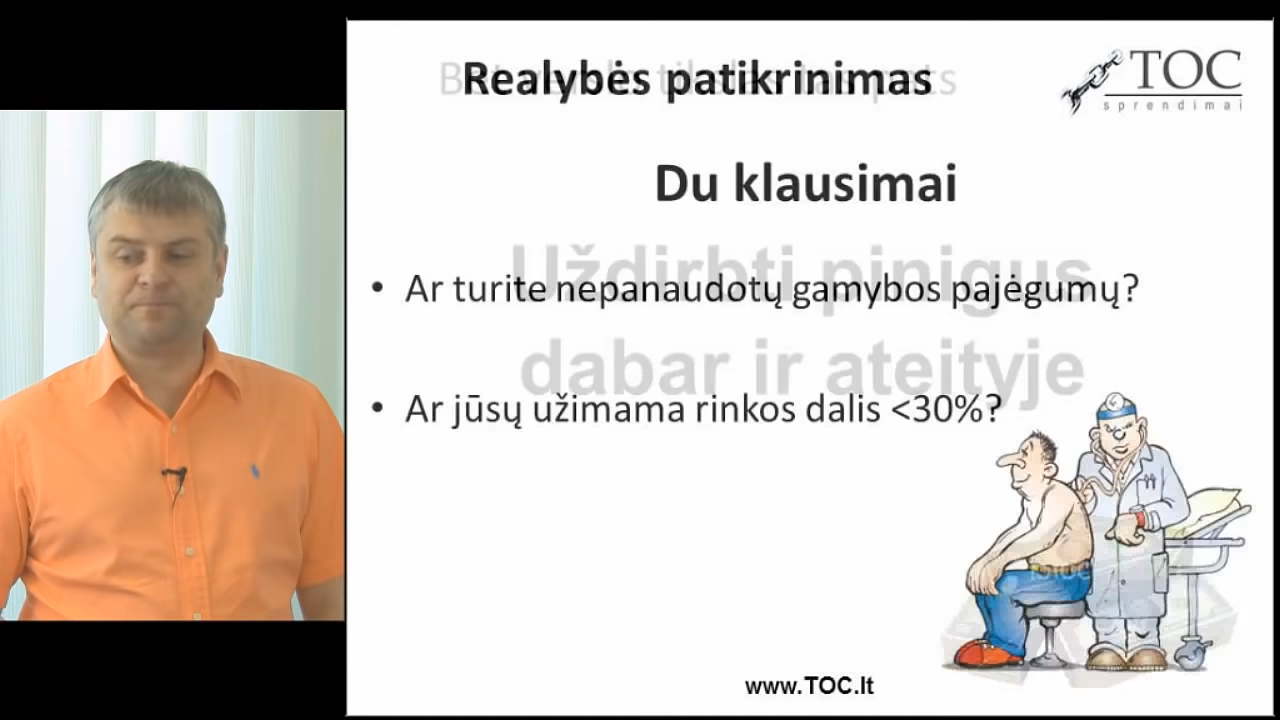 Realybės patikrinimas
TOC
sprendimai
Du klausimai
Uždirbti pinigus
• Ar turite nepanaudotų gamybos pajėgumų?
dabar ir ateityje
• Ar jūsų užimama rinkos dalis <30%?
www.TOC.lt